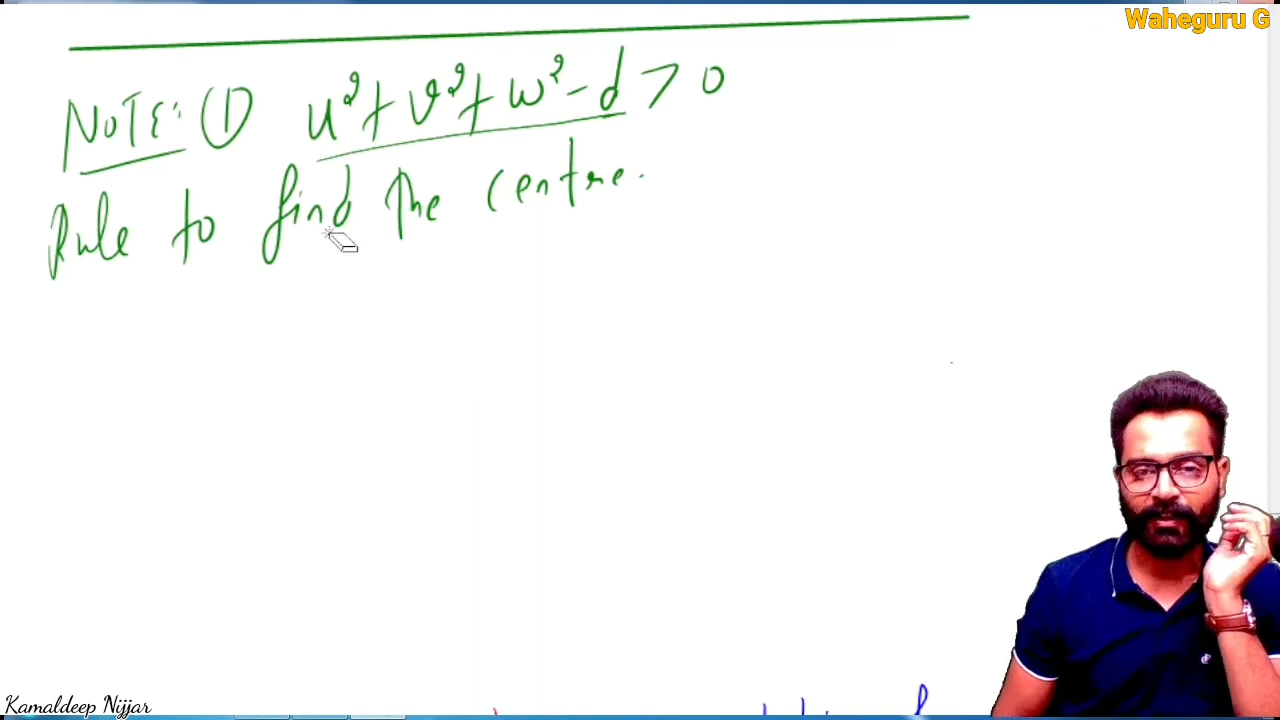 Waheguru G
NOTE: (1) u²+v²+w²-d>0
Rule to find the centre.
Kamaldeep Nijjar